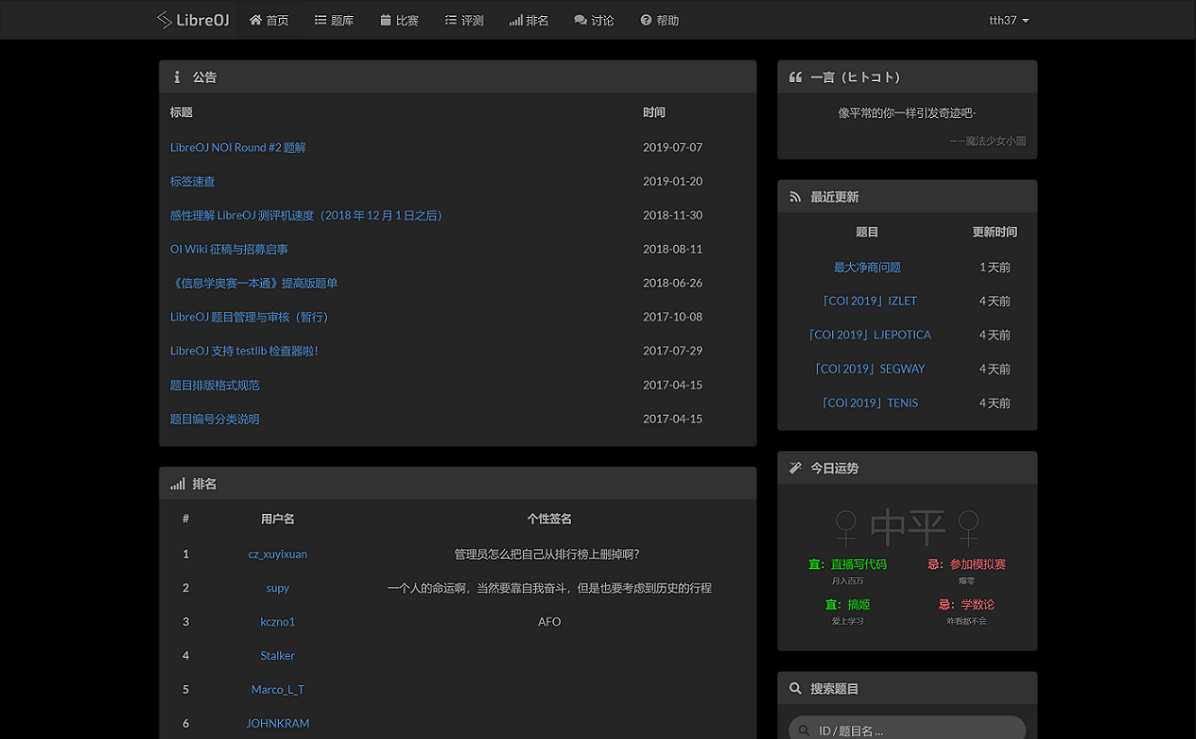 LibreOJ 首页 题库 比赛 评测 排名 讨论 帮助 tth37
公告
标题 时间
LibreOJ NOI Round #2 题解 2019-07-07
标签速查 2019-01-20
感性理解 LibreOJ 测评机速度（2018 年 12 月 1 日之后） 2018-11-30
OI Wiki 征稿与招募启事 2018-08-11
《信息学奥赛一本通》提高版题单 2018-06-26
LibreOJ 题目管理与审核（暂行） 2017-10-08
LibreOJ 支持 testlib 检查器啦！ 2017-07-29
题目排版格式规范 2017-04-15
题目编号分类说明 2017-04-15
排名
# 用户名 个性签名
1 cz_xuyixuan 管理员怎么把自己从排行榜上删掉啊？
2 supy 一个人的命运啊，当然要靠自我奋斗，但是也要考虑到历史的行程
3 kczno1 AFO
4 Stalker
5 Marco_L_T
6 JOHNKRAM
一言（ヒトコト）
像平常的你一样引发奇迹吧-
——魔法少女小圆
最近更新
题目 更新时间
最大净商问题 1 天前
「COI 2019」IZLET 4 天前
「COI 2019」LJEPOTICA 4 天前
「COI 2019」SEGWAY 4 天前
「COI 2019」TENIS 4 天前
今日运势
♀中平♀
宜：直播写代码 忌：参加模拟赛
月入百万 爆零
宜：搞姬 忌：学数论
爱上学习 咋看都不会
搜索题目
ID / 题目名 ...